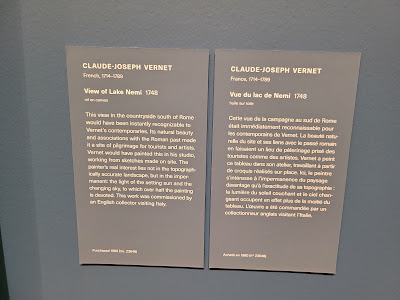 CLAUDE-JOSEPH VERNET
French, 1714–1789
View of Lake Nemi 1748
oil on canvas
This view in the countryside south of Rome
would have been instantly recognizable to
Vernet's contemporaries. Its natural beauty
and associations with the Roman past made
it a site of pilgrimage for tourists and artists.
Vernet would have painted this in his studio,
working from sketches made on site. The
painter's real interest lies not in the topograph-
ically accurate landscape, but in the imper-
manent: the light of the setting sun and the
changing sky, to which over half the painting
is devoted. This work was commissioned by
an English collector visiting Italy.
Purchased 1980
CLAUDE-JOSEPH VERNET
France, 1714–1789
Vue du lac de Nemi 1748
huile sur toile
Cette vue de la campagne au sud de Rome
était immédiatement reconnaissable pour
les contemporains de Vernet. La beauté natu-
relle du site et ses liens avec le passé romain
en faisaient un lieu de pèlerinage prisé des
touristes comme des artistes. Vernet a peint
ce tableau dans son atelier, travaillant à partir
de croquis réalisés sur place. Ici, le peintre
s'intéresse à l'impermanence du paysage
davantage qu'à l'exactitude de sa topographie :
la lumière du soleil couchant et le ciel chan-
geant occupent en effet plus de la moitié du
tableau. L'œuvre a été commandée par un
collectionneur anglais visitant l'Italie.
Acheté en 1980